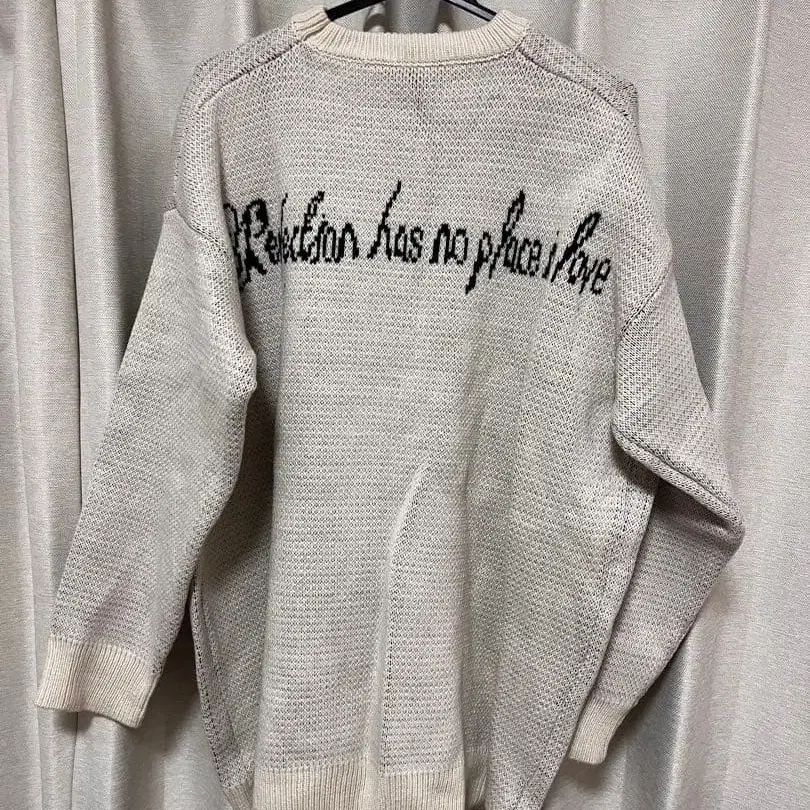 has no place i love